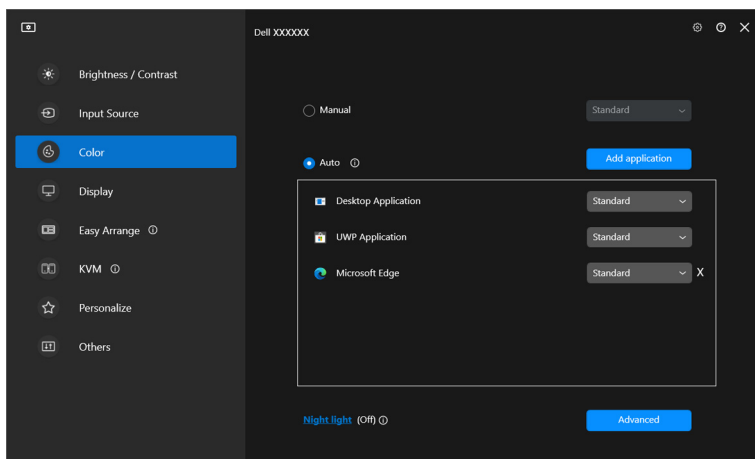 Dell XXXXXX
Brightness / Contrast
Input Source
Color
Display
Easy Arrange
KVM
Personalize
Others
Manual
Standard
Auto
Add application
Desktop Application
Standard
UWP Application
Standard
Microsoft Edge
Standard
X
Night light (Off)
Advanced